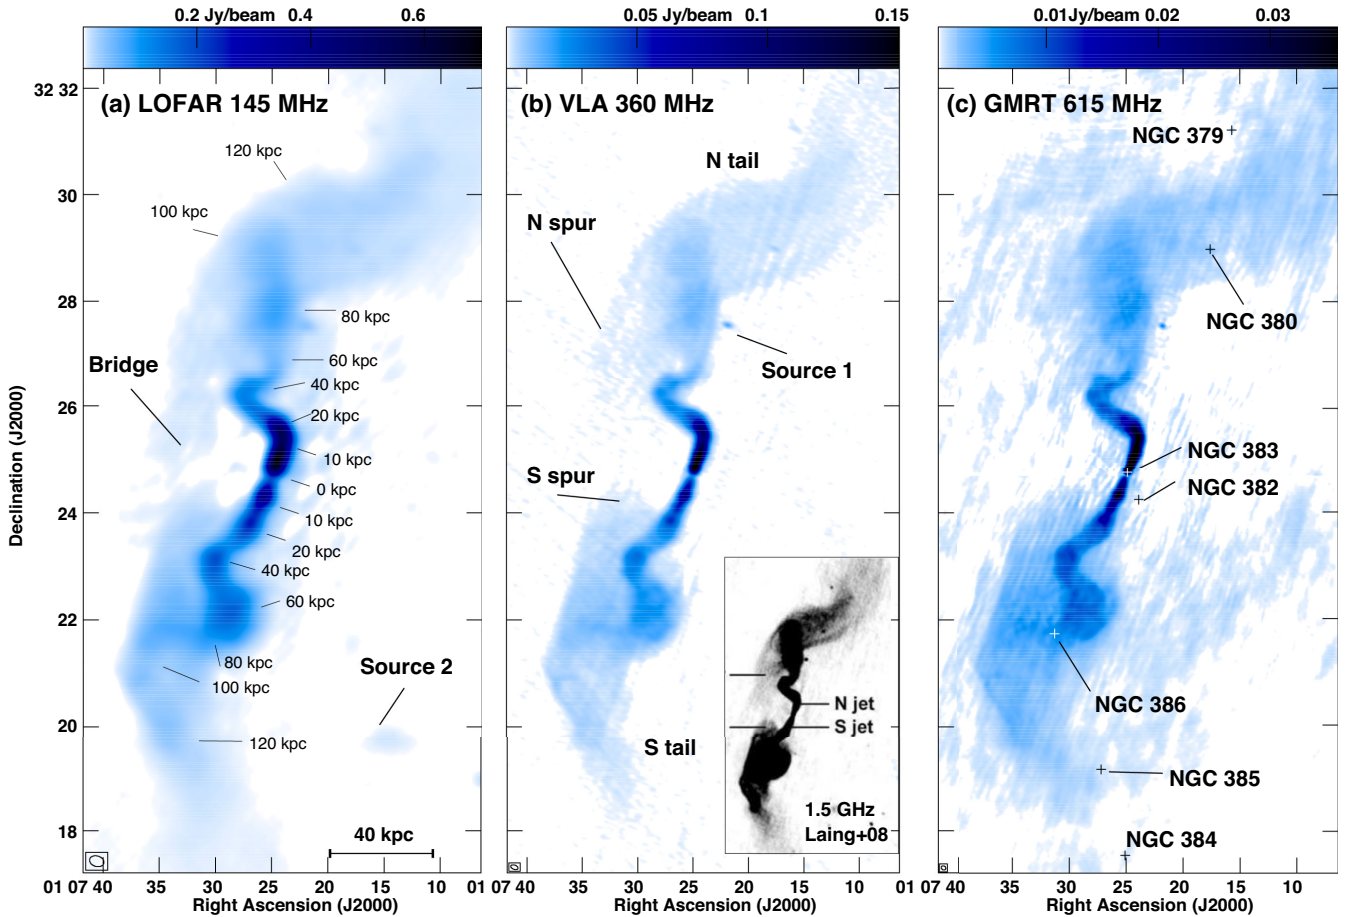 0.2 Jy/beam 0.4 0.6
0.05 Jy/beam 0.1 0.15
0.01Jy/beam 0.02 0.03
Declination (J2000)
32 32
30
28
26
24
22
20
18
(a) LOFAR 145 MHz
120 kpc
100 kpc
80 kpc
60 kpc
Bridge
40 kpc
20 kpc
10 kpc
0 kpc
10 kpc
20 kpc
40 kpc
60 kpc
80 kpc
100 kpc
Source 2
120 kpc
40 kpc
01 07 40 35 30 25 20 15 10
Right Ascension (J2000)
(b) VLA 360 MHz
N tail
N spur
Source 1
S spur
S tail
N jet
S jet
1.5 GHz
Laing+08
01 07 40 35 30 25 20 15 10
Right Ascension (J2000)
(c) GMRT 615 MHz
NGC 379
NGC 380
NGC 383
NGC 382
NGC 386
NGC 385
NGC 384
01 07 40 35 30 25 20 15 10
Right Ascension (J2000)